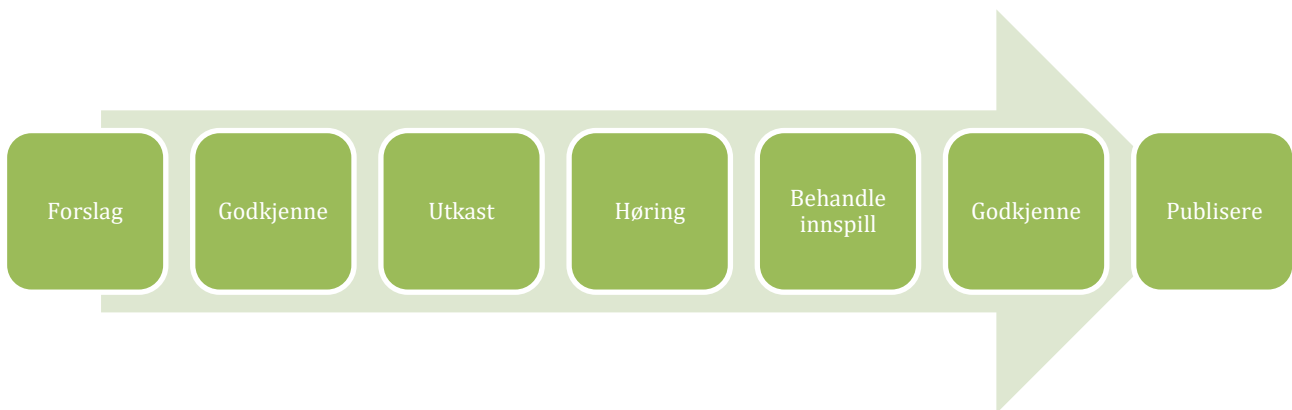 Forslag
Godkjenne
Utkast
Høring
Behandle
innspill
Godkjenne
Publisere